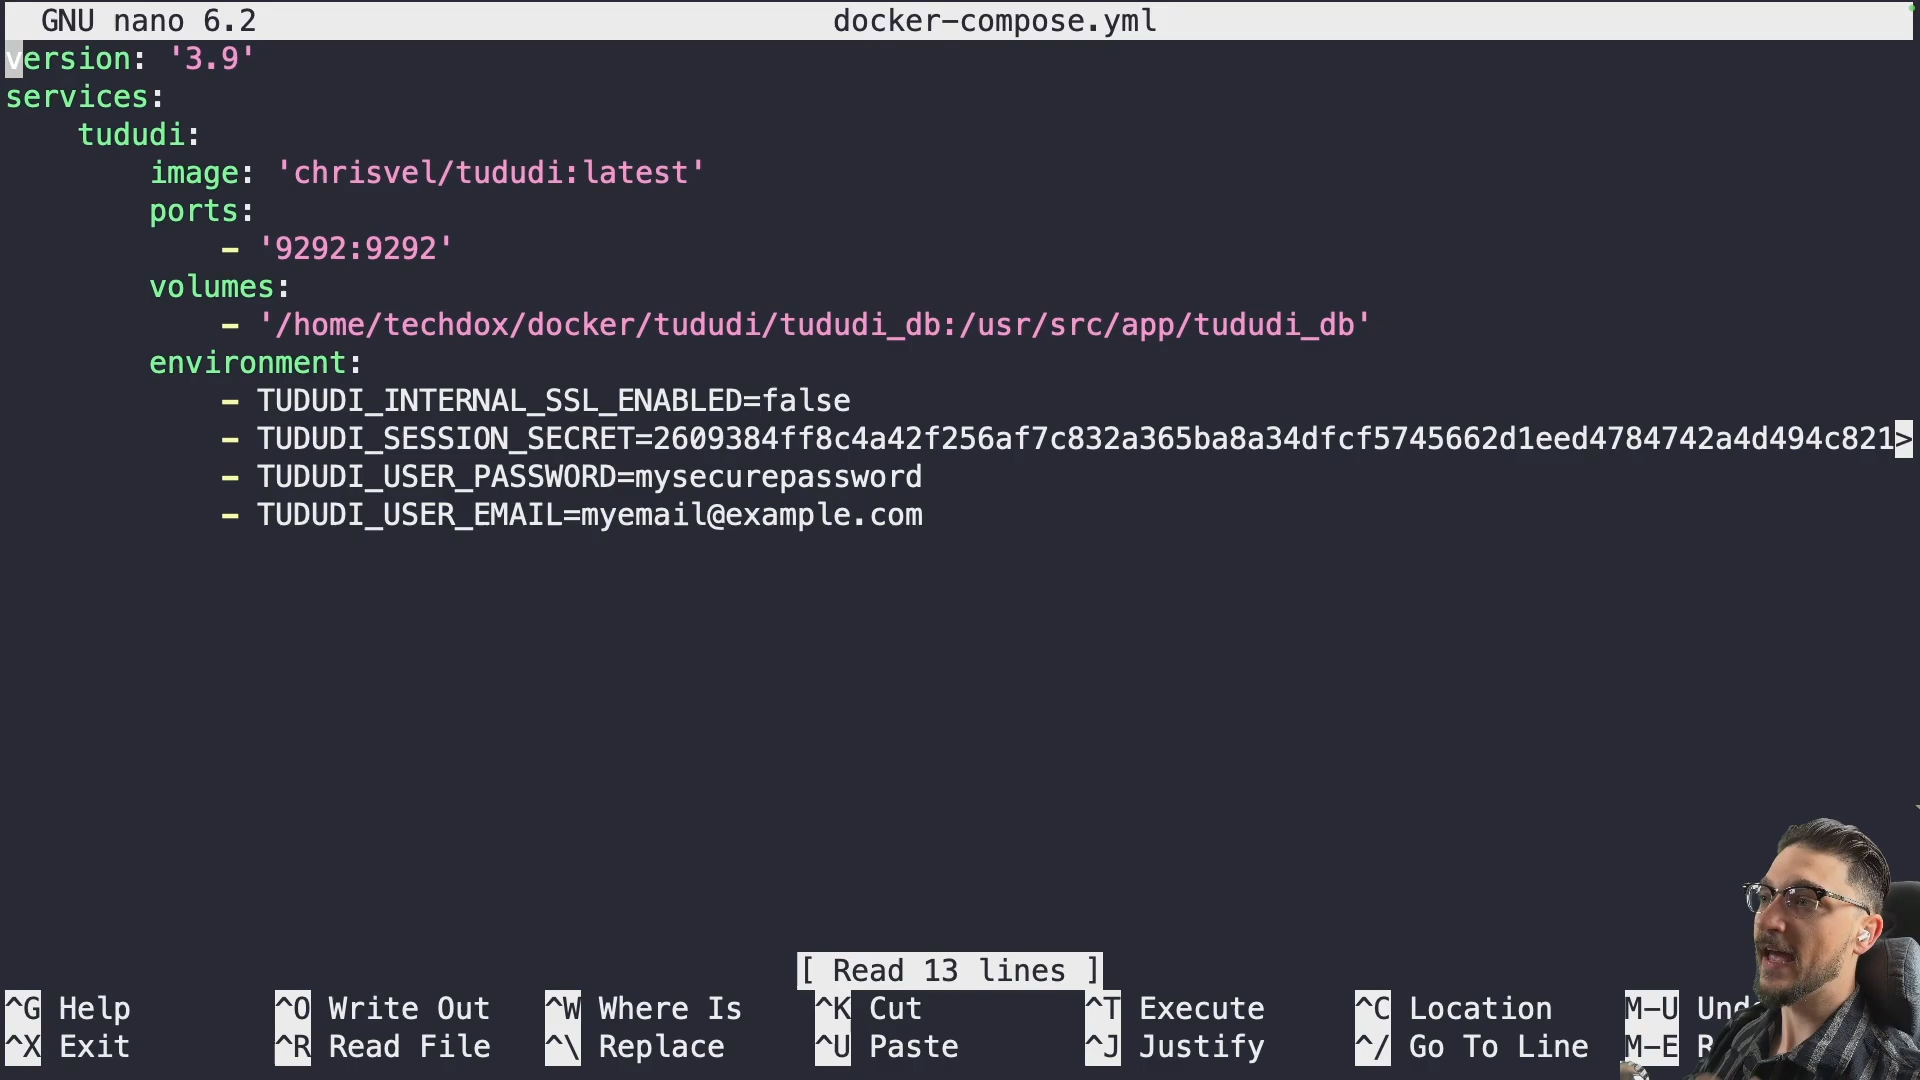 GNU nano 6.2 docker-compose.yml
version: '3.9'
services:
tududi:
image: 'chrisvel/tududi:latest'
ports:
- '9292:9292'
volumes:
- '/home/techdox/docker/tududi/tududi_db:/usr/src/app/tududi_db'
environment:
- TUDUDI_INTERNAL_SSL_ENABLED=false
- TUDUDI_SESSION_SECRET=2609384ff8c4a42f256af7c832a365ba8a34dfcf5745662d1eed4784742a4d494c821>
- TUDUDI_USER_PASSWORD=mysecurepassword
- TUDUDI_USER_EMAIL=myemail@example.com
[ Read 13 lines ]
^G Help ^O Write Out ^W Where Is ^K Cut ^T Execute ^C Location M-U
^X Exit ^R Read File ^\ Replace ^U Paste ^J Justify ^/ Go To Line M-E